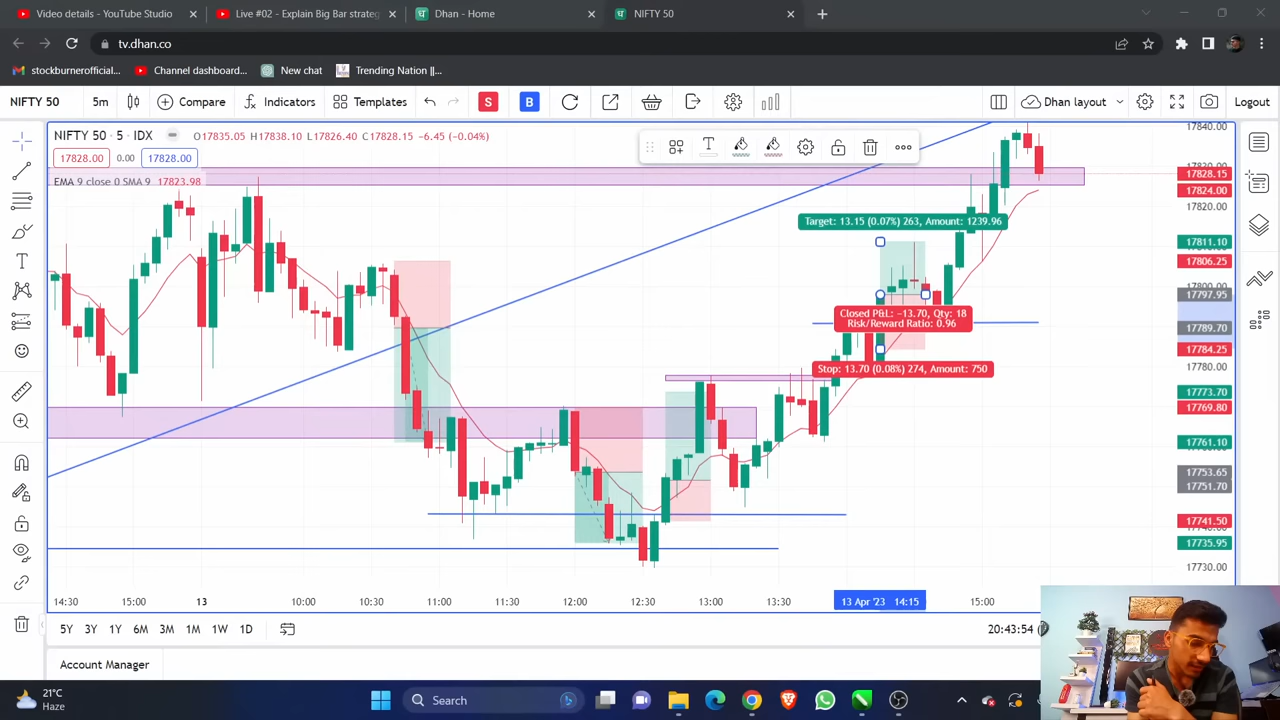 Video details - YouTube Studio
Live #02 - Explain Big Bar strateg
Dhan - Home
NIFTY 50
tv.dhan.co
stockburnerofficial...
Channel dashboard...
New chat
Trending Nation ||...
NIFTY 50
5m
Compare
Indicators
Templates
S
B
Dhan layout
Logout
NIFTY 50 · 5 · IDX
O17835.05 H17838.10 L17826.40 C17828.15 −6.45 (−0.04%)
17828.00
0.00
17828.00
EMA 9 close 0 SMA 9 17823.98
Target: 13.15 (0.07%) 263, Amount: 1239.96
Closed P&L: −13.70, Qty: 18
Risk/Reward Ratio: 0.96
Stop: 13.70 (0.08%) 274, Amount: 750
17840.00
17828.15
17824.00
17820.00
17811.10
17806.25
17800.00
17797.95
17789.70
17784.25
17780.00
17773.70
17769.80
17761.10
17753.65
17751.70
17741.50
17735.95
17730.00
14:30
15:00
13
10:00
10:30
11:00
11:30
12:00
12:30
13:00
13:30
13 Apr '23 14:15
15:00
5Y
3Y
1Y
6M
3M
1M
1W
1D
20:43:54
Account Manager
21°C
Haze
Search